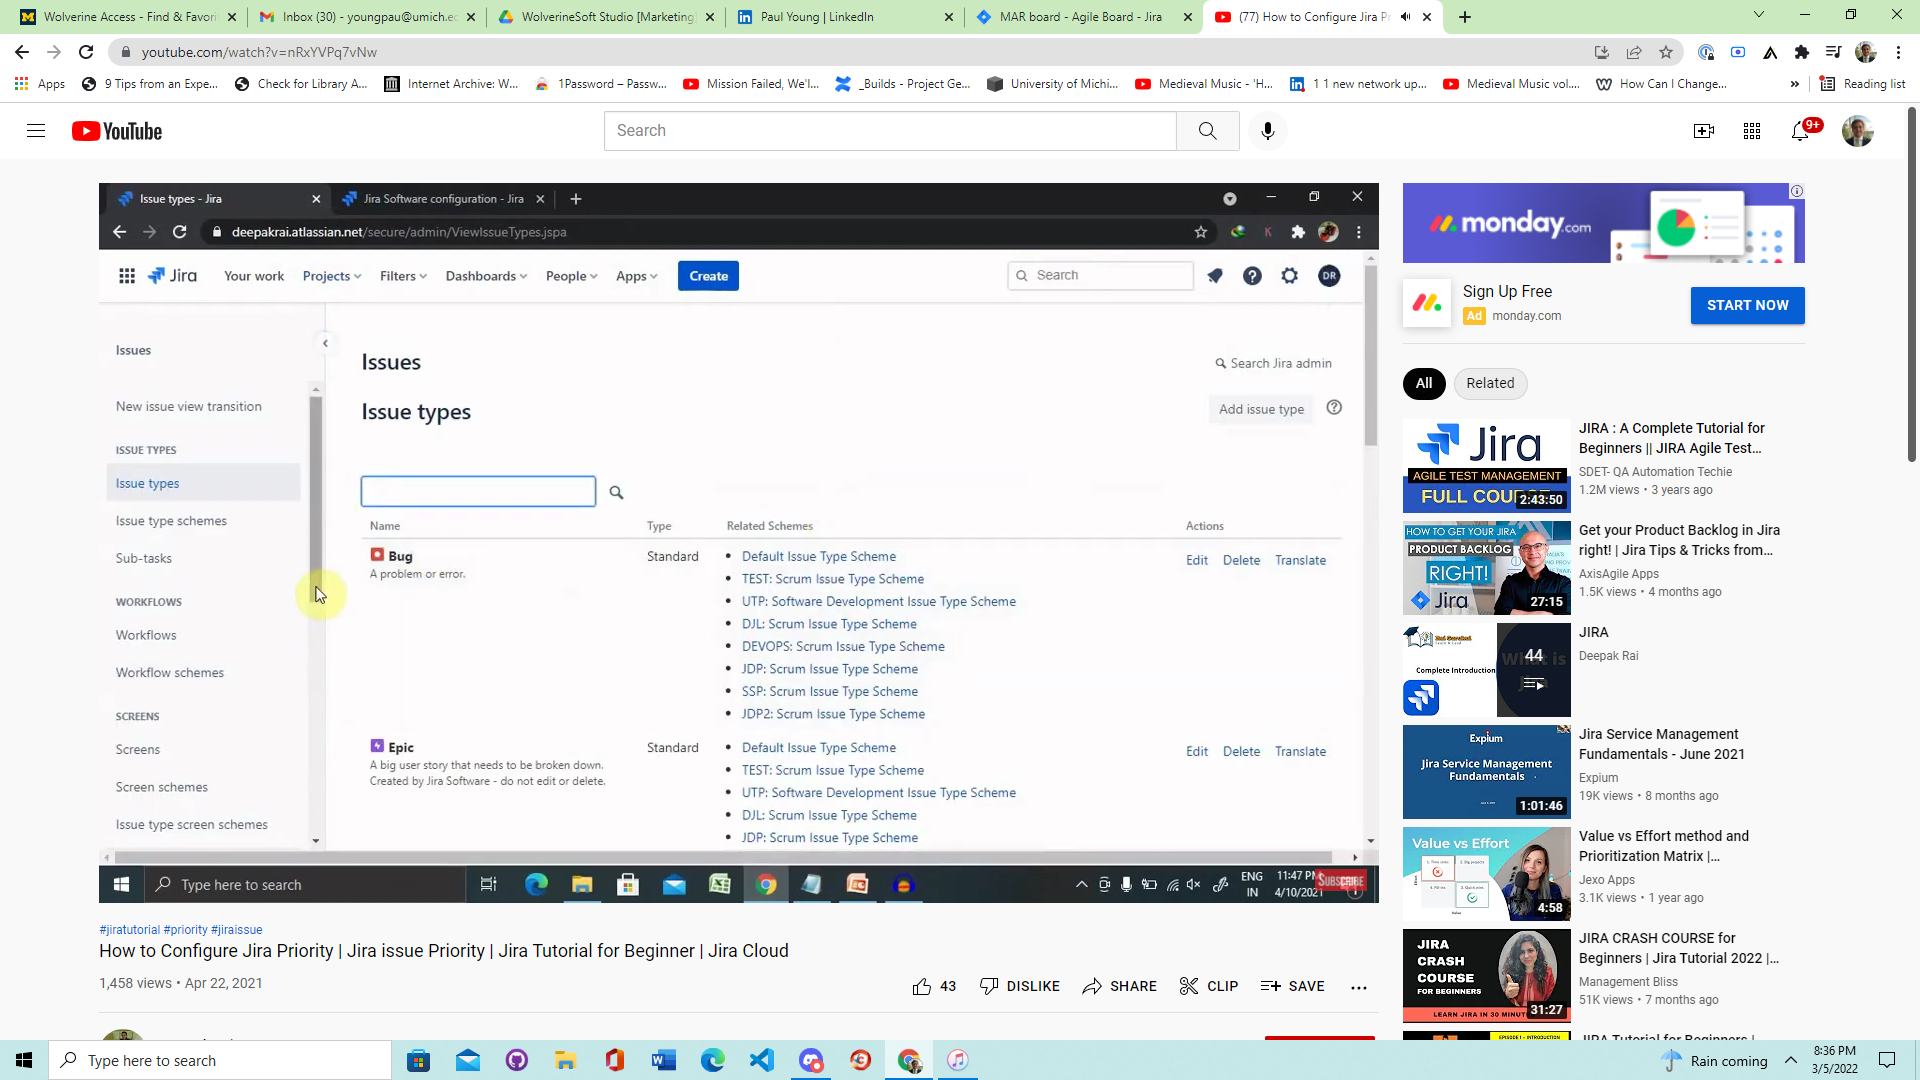 Wolverine Access - Find & Favori
Inbox (30) - youngpau@umich.ec
WolverineSoft Studio [Marketing]
Paul Young | LinkedIn
MAR board - Agile Board - Jira
(77) How to Configure Jira Pr
youtube.com/watch?v=nRxYVPq7vNw
Apps
9 Tips from an Expe...
Check for Library A...
Internet Archive: W...
1Password – Passw...
Mission Failed, We'l...
_Builds - Project Ge...
University of Michi...
Medieval Music - 'H...
1 1 new network up...
Medieval Music vol....
How Can I Change...
»
Reading list
YouTube
Search
9+
Issue types - Jira
Jira Software configuration - Jira
deepakrai.atlassian.net/secure/admin/ViewIssueTypes.jspa
Jira
Your work
Projects
Filters
Dashboards
People
Apps
Create
Search
DR
Issues
New issue view transition
ISSUE TYPES
Issue types
Issue type schemes
Sub-tasks
WORKFLOWS
Workflows
Workflow schemes
SCREENS
Screens
Screen schemes
Issue type screen schemes
Issues
Search Jira admin
Issue types
Add issue type
Name
Type
Related Schemes
Actions
Bug
A problem or error.
Standard
• Default Issue Type Scheme
• TEST: Scrum Issue Type Scheme
• UTP: Software Development Issue Type Scheme
• DJL: Scrum Issue Type Scheme
• DEVOPS: Scrum Issue Type Scheme
• JDP: Scrum Issue Type Scheme
• SSP: Scrum Issue Type Scheme
• JDP2: Scrum Issue Type Scheme
Edit Delete Translate
Epic
A big user story that needs to be broken down.
Created by Jira Software - do not edit or delete.
Standard
• Default Issue Type Scheme
• TEST: Scrum Issue Type Scheme
• UTP: Software Development Issue Type Scheme
• DJL: Scrum Issue Type Scheme
• JDP: Scrum Issue Type Scheme
Edit Delete Translate
Type here to search
ENG
IN
11:47 PM
4/10/2021
SUBSCRIBE
#jiratutorial #priority #jiraissue
How to Configure Jira Priority | Jira issue Priority | Jira Tutorial for Beginner | Jira Cloud
1,458 views • Apr 22, 2021
43
DISLIKE
SHARE
CLIP
SAVE
monday.com
Sign Up Free
Ad monday.com
START NOW
All
Related
Jira
AGILE TEST MANAGEMENT
FULL COURSE
2:43:50
JIRA : A Complete Tutorial for
Beginners || JIRA Agile Test...
SDET- QA Automation Techie
1.2M views • 3 years ago
HOW TO GET YOUR JIRA
PRODUCT BACKLOG
RIGHT!
Jira
27:15
Get your Product Backlog in Jira
right! | Jira Tips & Tricks from...
AxisAgile Apps
1.5K views • 4 months ago
Complete Introduction
What is
44
JIRA
Deepak Rai
Expium
Jira Service Management
Fundamentals
1:01:46
Jira Service Management
Fundamentals - June 2021
Expium
19K views • 8 months ago
Value vs Effort
4:58
Value vs Effort method and
Prioritization Matrix |...
Jexo Apps
3.1K views • 1 year ago
JIRA
CRASH
COURSE
FOR BEGINNERS
LEARN JIRA IN 30 MINUT
31:27
JIRA CRASH COURSE for
Beginners | Jira Tutorial 2022 |...
Management Bliss
51K views • 7 months ago
JIRA Tutorial for Beginners |
Type here to search
Rain coming
8:36 PM
3/5/2022